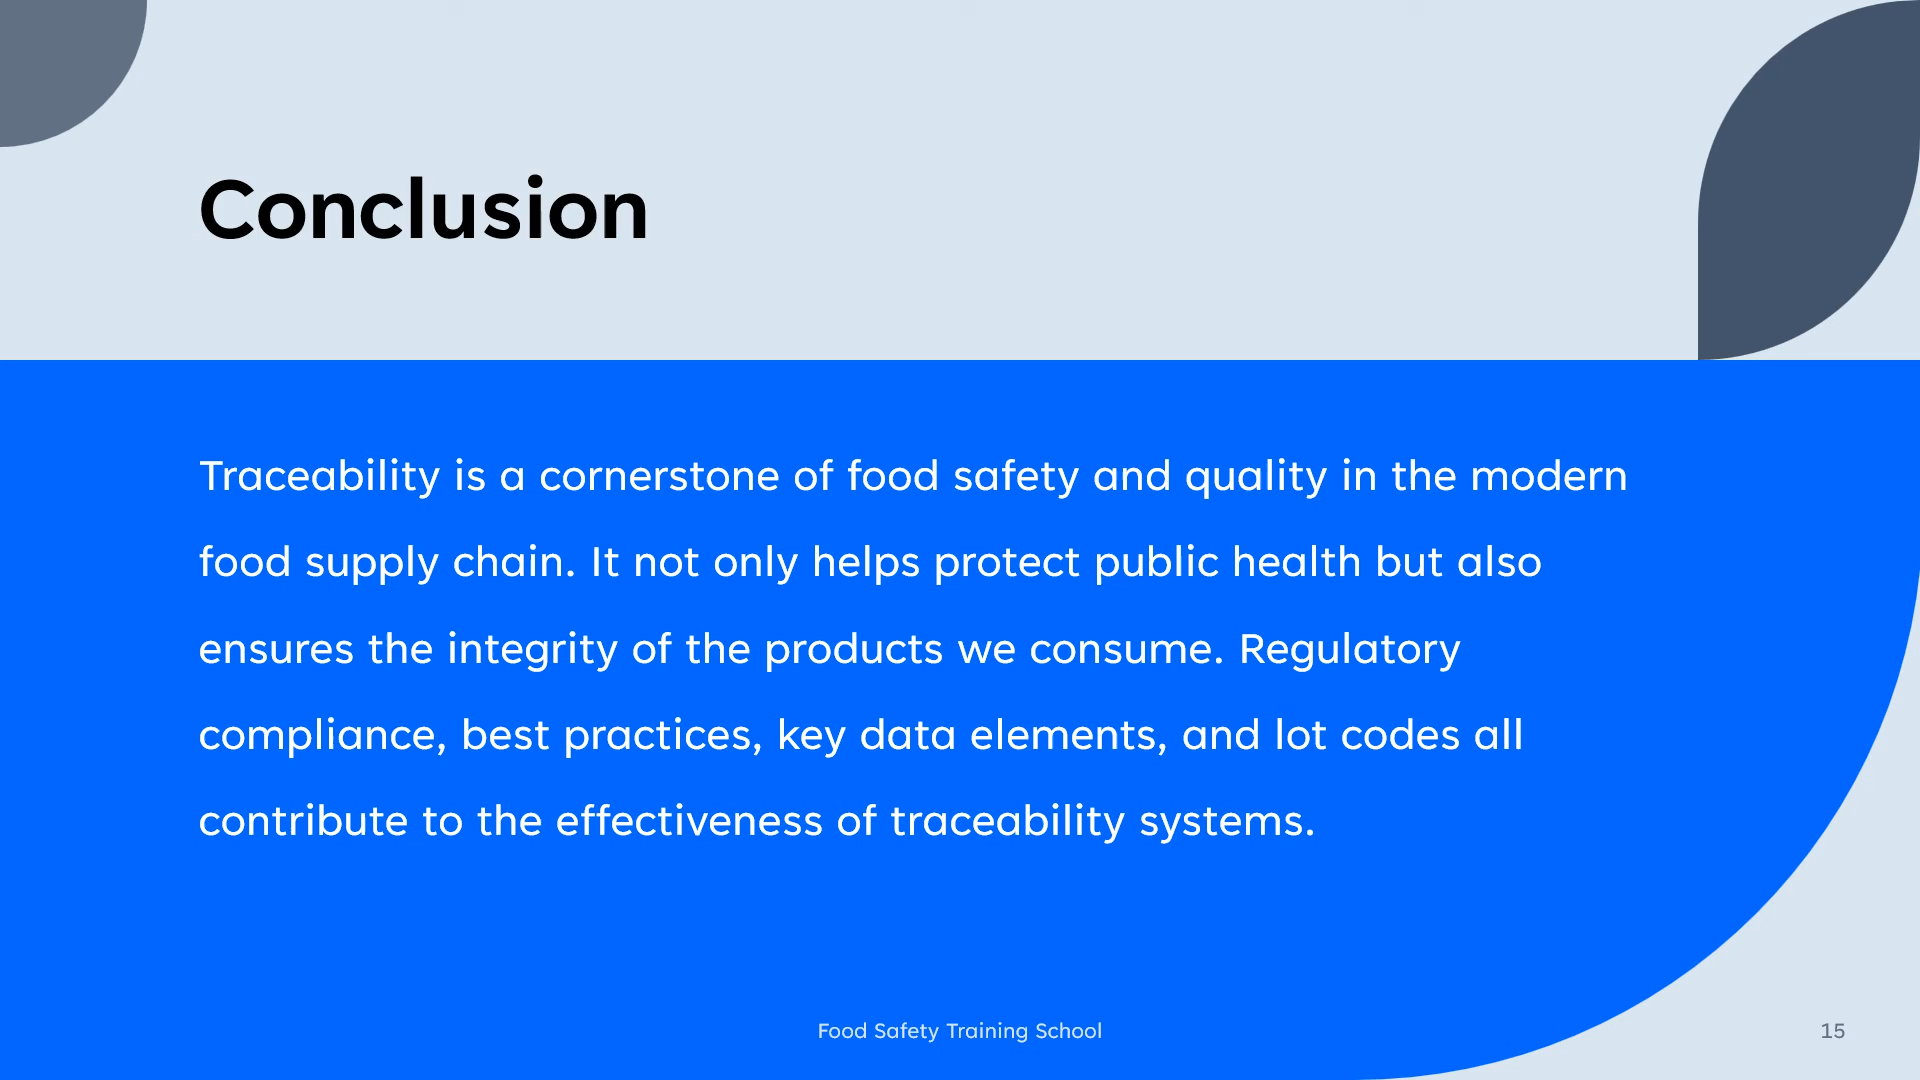 Conclusion
Traceability is a cornerstone of food safety and quality in the modern
food supply chain. It not only helps protect public health but also
ensures the integrity of the products we consume. Regulatory
compliance, best practices, key data elements, and lot codes all
contribute to the effectiveness of traceability systems.
Food Safety Training School
15